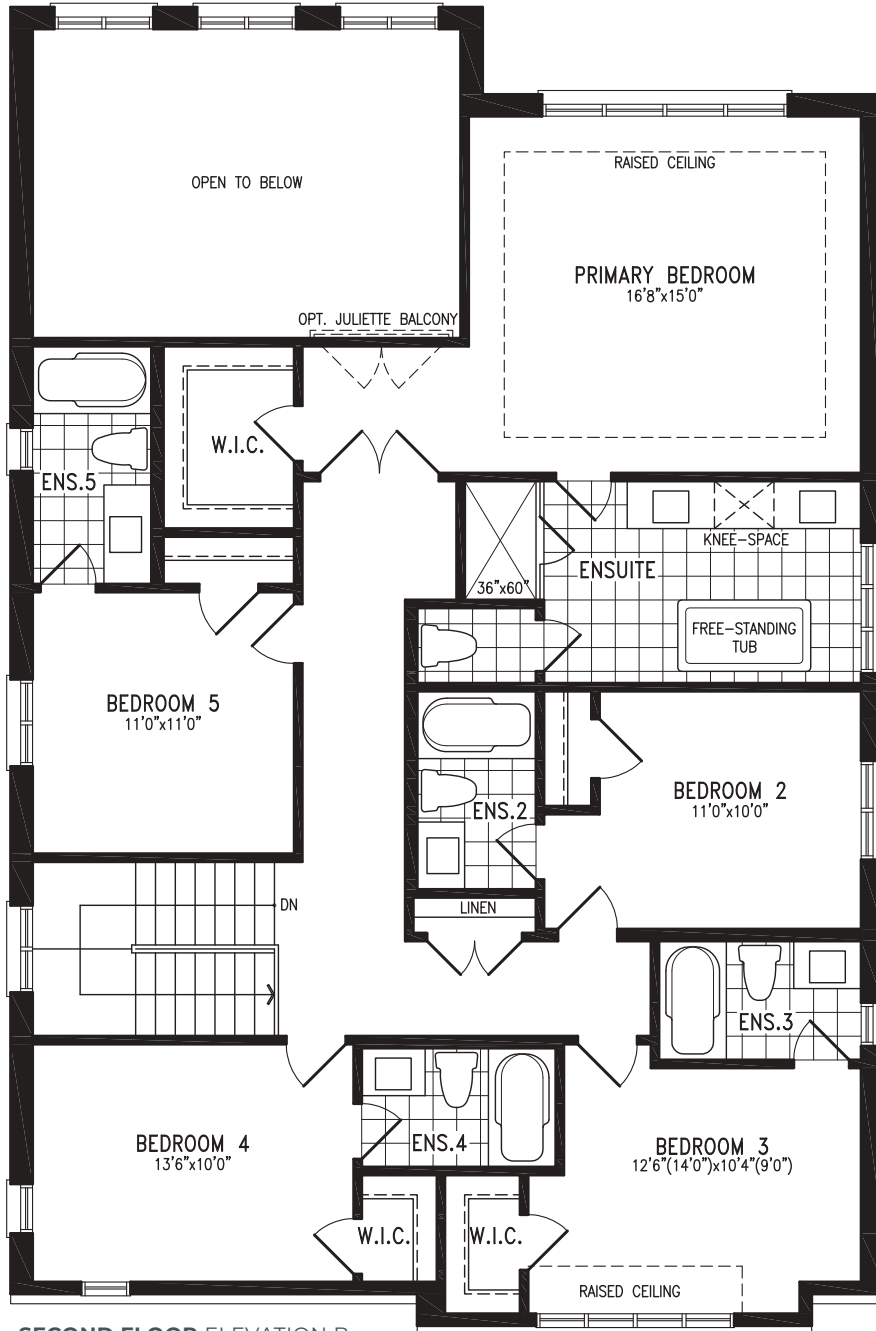 OPEN TO BELOW
RAISED CEILING
PRIMARY BEDROOM
16'8"x15'0"
OPT. JULIETTE BALCONY
W.I.C.
ENS.5
KNEE-SPACE
ENSUITE
36"x60"
FREE-STANDING
TUB
BEDROOM 5
11'0"x11'0"
BEDROOM 2
11'0"x10'0"
ENS.2
LINEN
DN
ENS.3
BEDROOM 4
13'6"x10'0"
ENS.4
BEDROOM 3
12'6"(14'0")x10'4"(9'0")
W.I.C.
W.I.C.
RAISED CEILING
SECOND FLOOR ELEVATION B